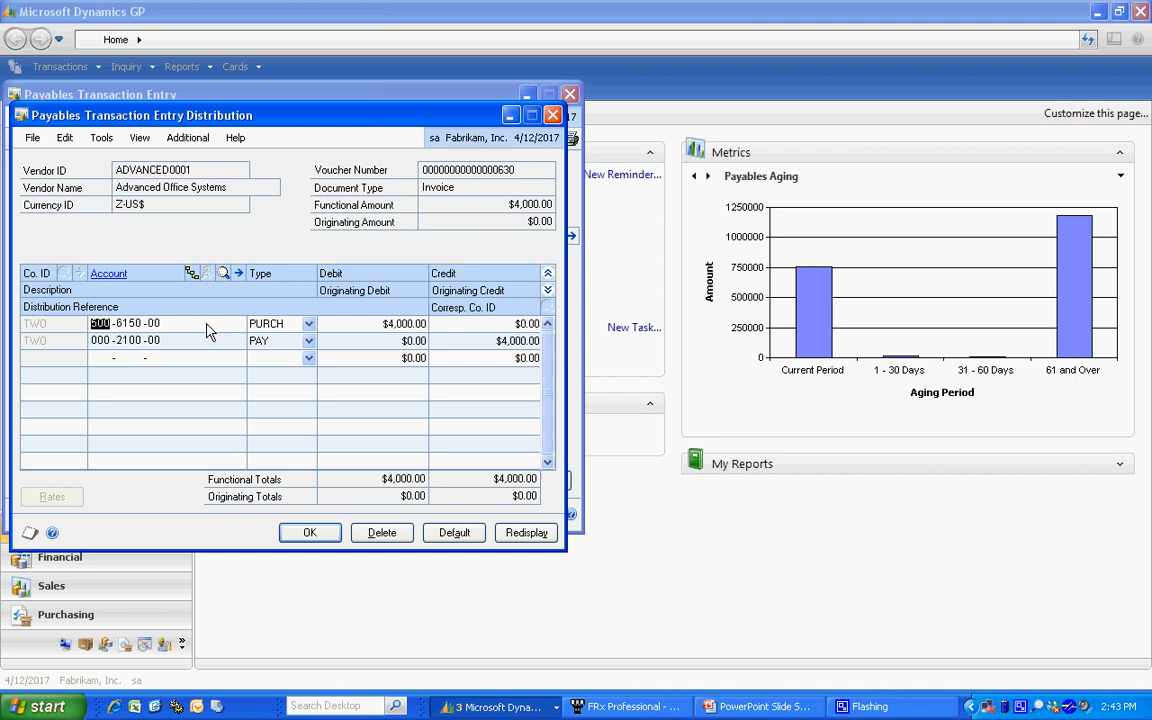 Microsoft Dynamics GP
Home
Transactions Inquiry Reports Cards
Payables Transaction Entry
Customize this page...
Payables Transaction Entry Distribution
17
File Edit Tools View Additional Help
sa Fabrikam, Inc. 4/12/2017
Vendor ID ADVANCED0001
Voucher Number 00000000000000630
Vendor Name Advanced Office Systems
Document Type Invoice
Currency ID Z-US$
Functional Amount $4,000.00
Originating Amount $0.00
New Reminder...
New Task...
Co. ID Account Type Debit Credit
Description Originating Debit Originating Credit
Distribution Reference Corresp. Co. ID
TWO 500 -6150 -00 PURCH $4,000.00 $0.00
TWO 000 -2100 -00 PAY $0.00 $4,000.00
- - $0.00 $0.00
Functional Totals $4,000.00 $4,000.00
Originating Totals $0.00 $0.00
Rates
OK Delete Default Redisplay
Metrics
Payables Aging
1250000
1000000
750000
500000
250000
0
Amount
Current Period 1 - 30 Days 31 - 60 Days 61 and Over
Aging Period
My Reports
Financial
Sales
Purchasing
4/12/2017 Fabrikam, Inc. sa
start
Search Desktop
3 Microsoft Dyna...
FRx Professional - ...
PowerPoint Slide S...
Flashing
2:43 PM